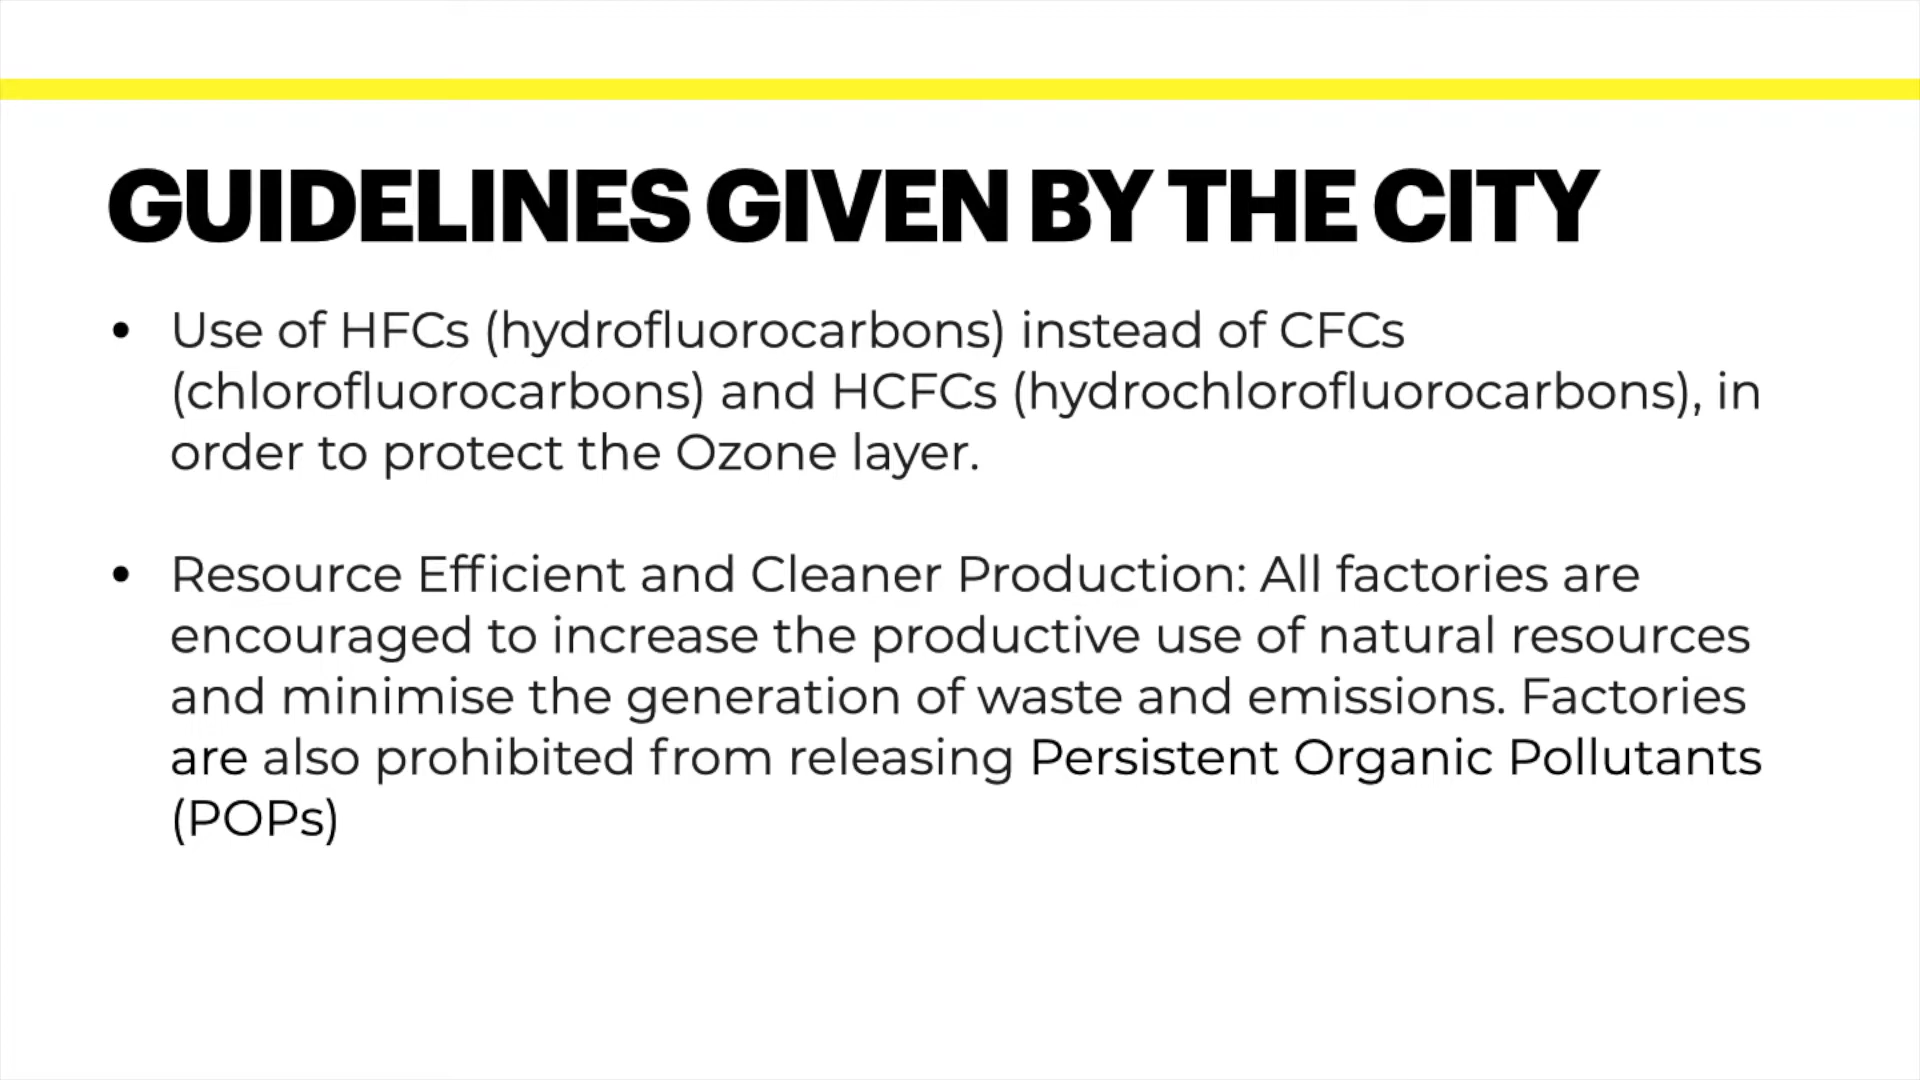 GUIDELINES GIVEN BY THE CITY
• Use of HFCs (hydrofluorocarbons) instead of CFCs
(chlorofluorocarbons) and HCFCs (hydrochlorofluorocarbons), in
order to protect the Ozone layer.
• Resource Efficient and Cleaner Production: All factories are
encouraged to increase the productive use of natural resources
and minimise the generation of waste and emissions. Factories
are also prohibited from releasing Persistent Organic Pollutants
(POPs)